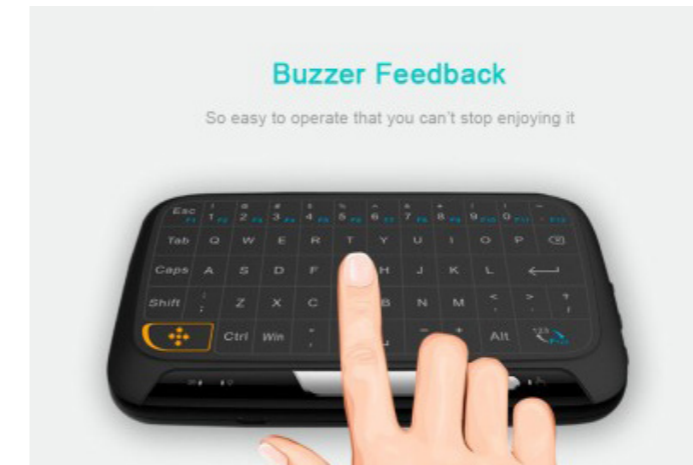 Buzzer Feedback
So easy to operate that you can't stop enjoying it
Esc 1 2 3 4 5 6 7 8 9 0
Tab Q W E R T Y U I O P
Caps A S D F H J K L
Shift Z X C B N M
Ctrl Win Alt 123